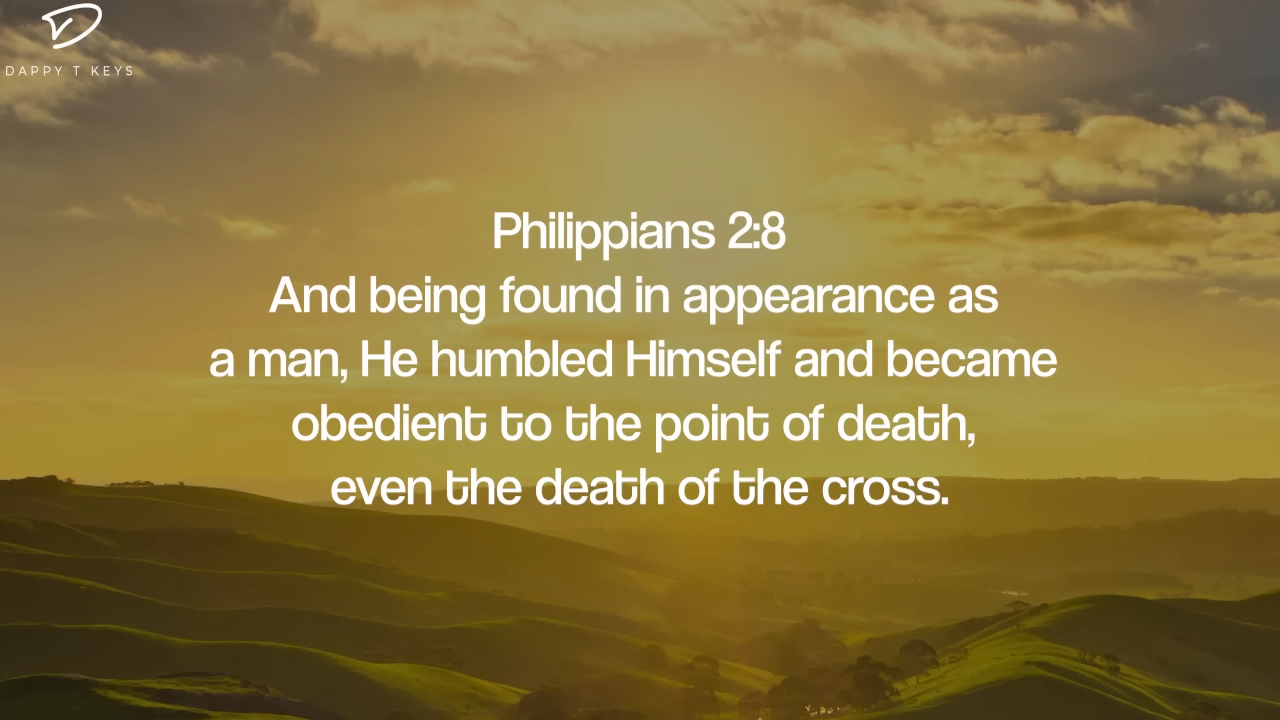 DAPPY T KEYS
Philippians 2:8
And being found in appearance as
a man, He humbled Himself and became
obedient to the point of death,
even the death of the cross.